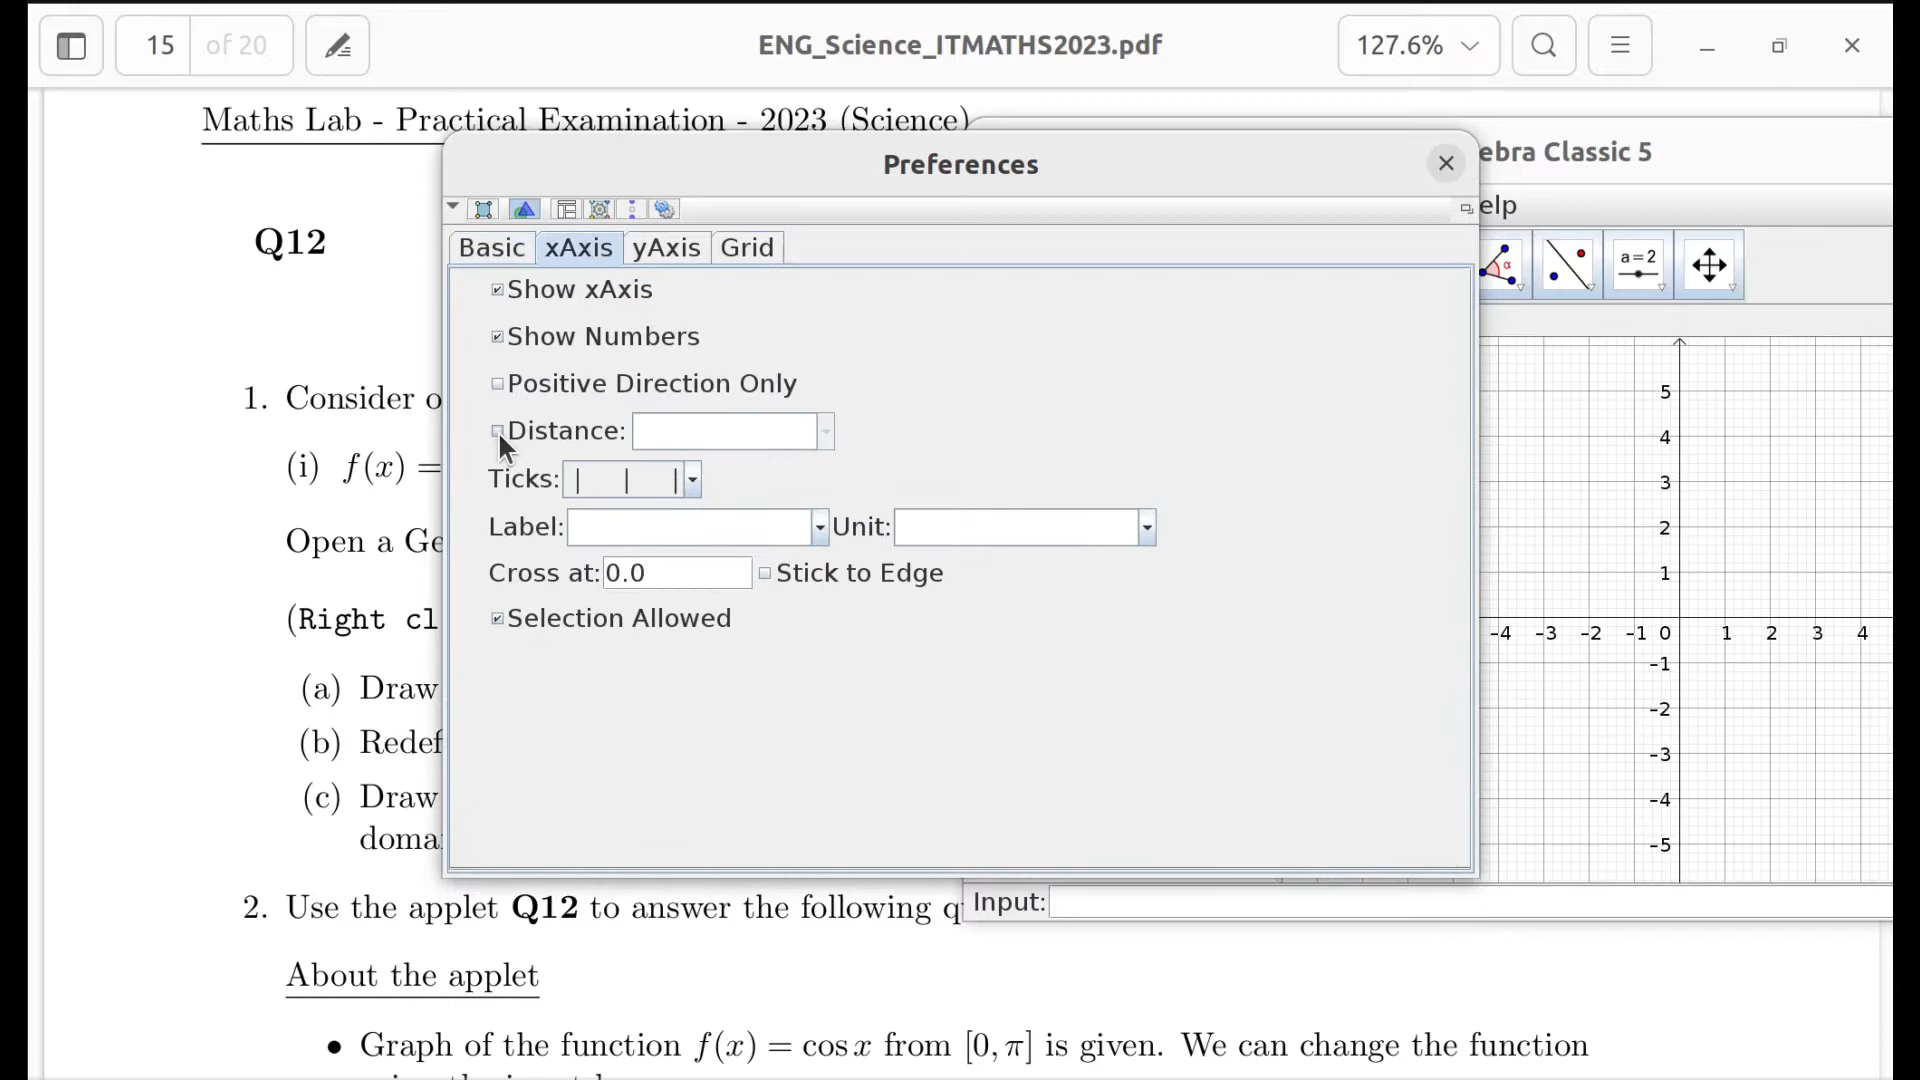 15 of 20
ENG_Science_ITMATHS2023.pdf
127.6%
Maths Lab - Practical Examination - 2023 (Science)
Preferences
ebra Classic 5
elp
a=2
α
Basic xAxis yAxis Grid
Q12
Show xAxis
Show Numbers
Positive Direction Only
Distance:
Ticks: | | |
Label: Unit:
Cross at: 0.0 Stick to Edge
Selection Allowed
1. Consider o
(i) f(x) =
Open a Ge
(Right cl
(a) Draw
(b) Redef
(c) Draw
doma
5
4
3
2
1
-4 -3 -2 -1 0 1 2 3 4
-1
-2
-3
-4
-5
Input:
2. Use the applet Q12 to answer the following q
About the applet
• Graph of the function f(x) = cos x from [0, π] is given. We can change the function